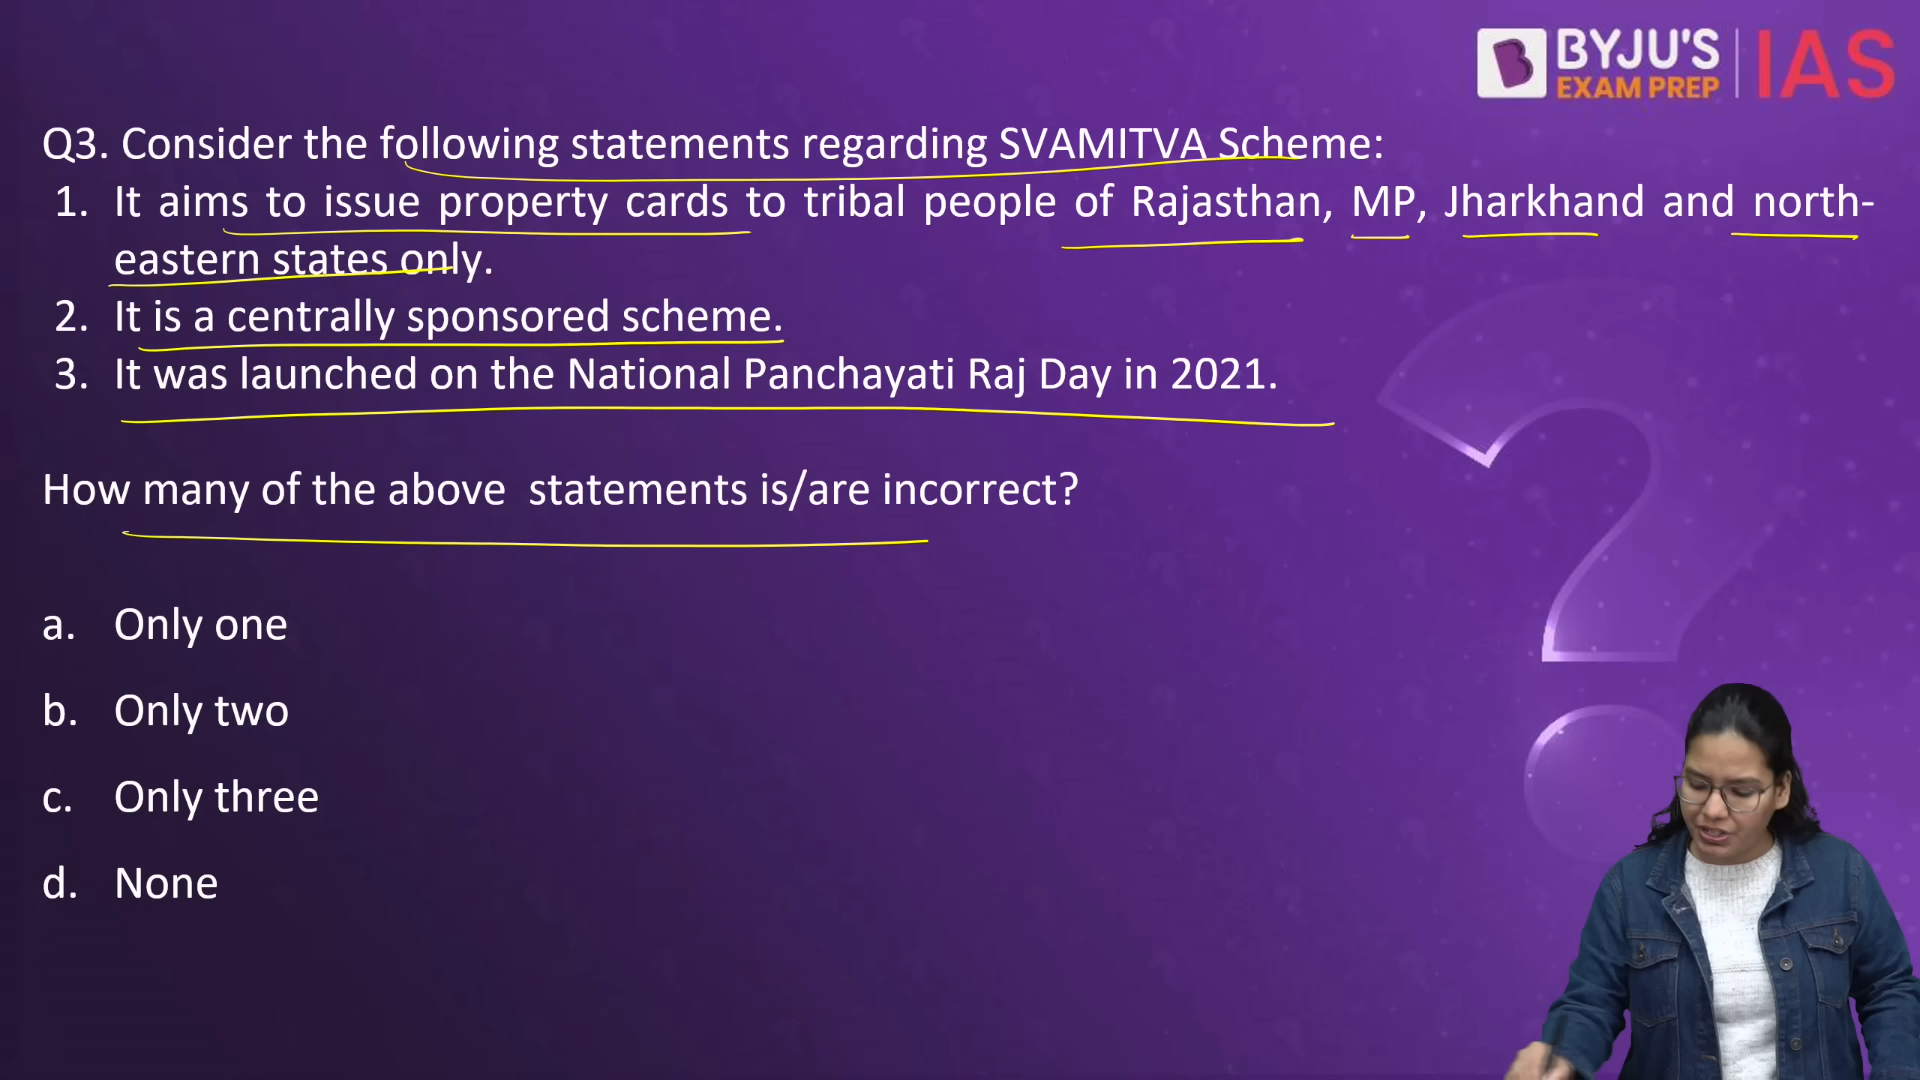 BYJU'S
EXAM PREP
IAS
Q3. Consider the following statements regarding SVAMITVA Scheme:
1. It aims to issue property cards to tribal people of Rajasthan, MP, Jharkhand and north-
eastern states only.
2. It is a centrally sponsored scheme.
3. It was launched on the National Panchayati Raj Day in 2021.
How many of the above statements is/are incorrect?
a. Only one
b. Only two
c. Only three
d. None